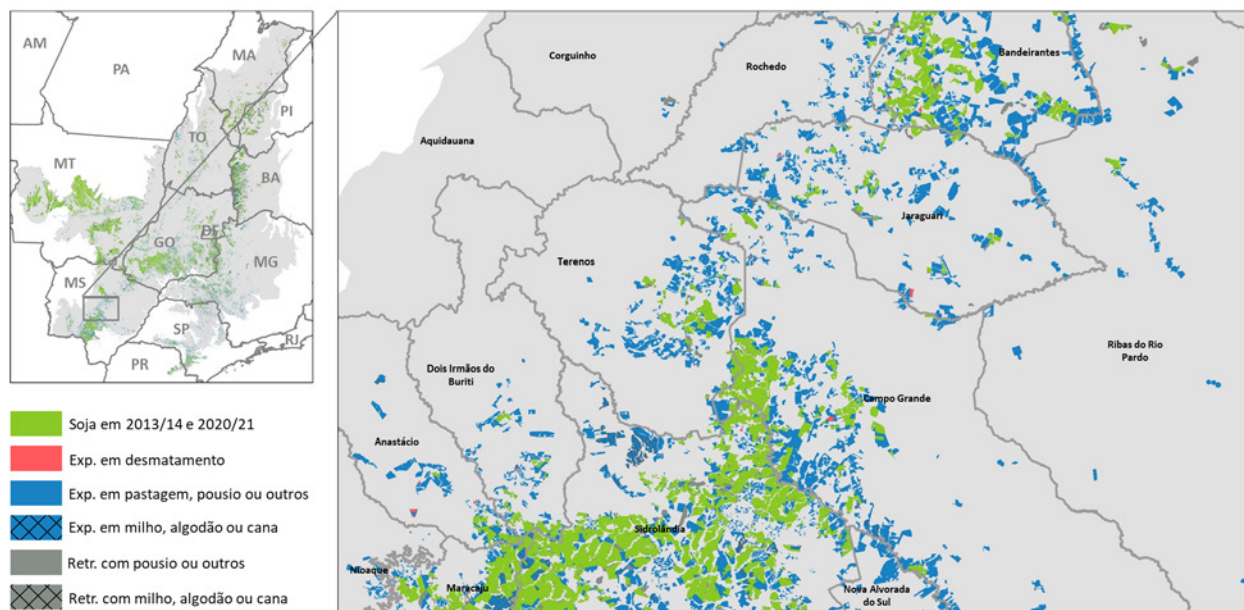 AM
PA
MA
PI
TO
MT
BA
GO
DF
MG
MS
SP
RJ
PR
Soja em 2013/14 e 2020/21
Exp. em desmatamento
Exp. em pastagem, pousio ou outros
Exp. em milho, algodão ou cana
Retr. com pousio ou outros
Retr. com milho, algodão ou cana
Corguinho
Rochedo
Bandeirantes
Aquidauana
Jaraguari
Terenos
Ribas do Rio
Pardo
Dois Irmãos do
Buriti
Campo Grande
Anastácio
Sidrolândia
Nioaque
Maracaju
Nova Alvorada
do Sul